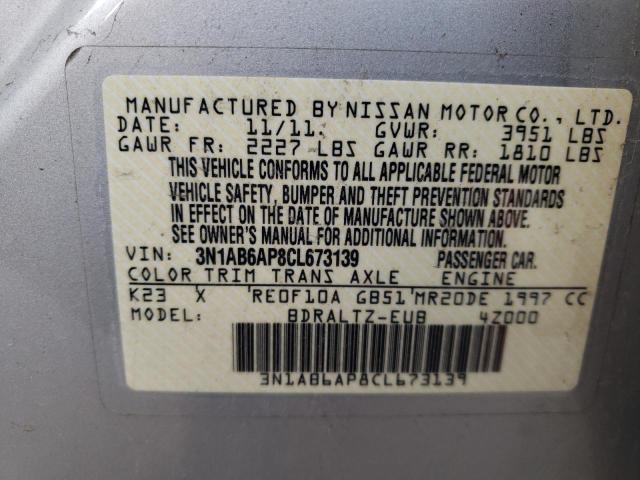 MANUFACTURED BY NISSAN MOTOR CO., LTD.
DATE: 11/11. GVWR: 3951 LBS
GAWR FR: 2227 LBS GAWR RR: 1810 LBS
THIS VEHICLE CONFORMS TO ALL APPLICABLE FEDERAL MOTOR
VEHICLE SAFETY, BUMPER AND THEFT PREVENTION STANDARDS
IN EFFECT ON THE DATE OF MANUFACTURE SHOWN ABOVE.
SEE OWNER'S MANUAL FOR ADDITIONAL INFORMATION.
VIN: 3N1AB6AP8CL673139 PASSENGER CAR.
COLOR TRIM TRANS AXLE ENGINE
K23 X 'RE0F10A GB51'MR20DE 1997 CC
MODEL: BDRALTZ-EUB 4Z000
3N1AB6AP8CL673139